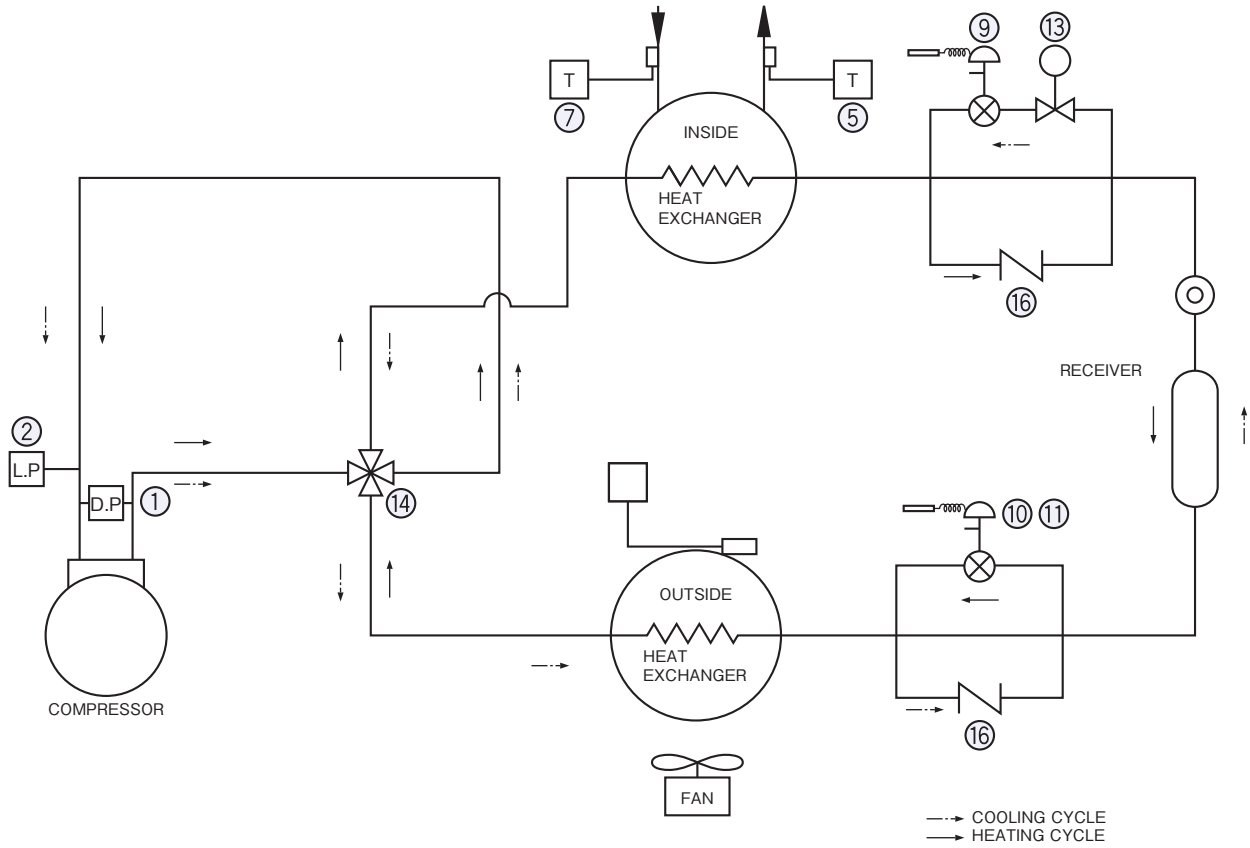 9
13
T
T
7
5
INSIDE
HEAT
EXCHANGER
16
RECEIVER
2
L.P
D.P
1
14
10 11
OUTSIDE
HEAT
EXCHANGER
16
COMPRESSOR
FAN
COOLING CYCLE
HEATING CYCLE